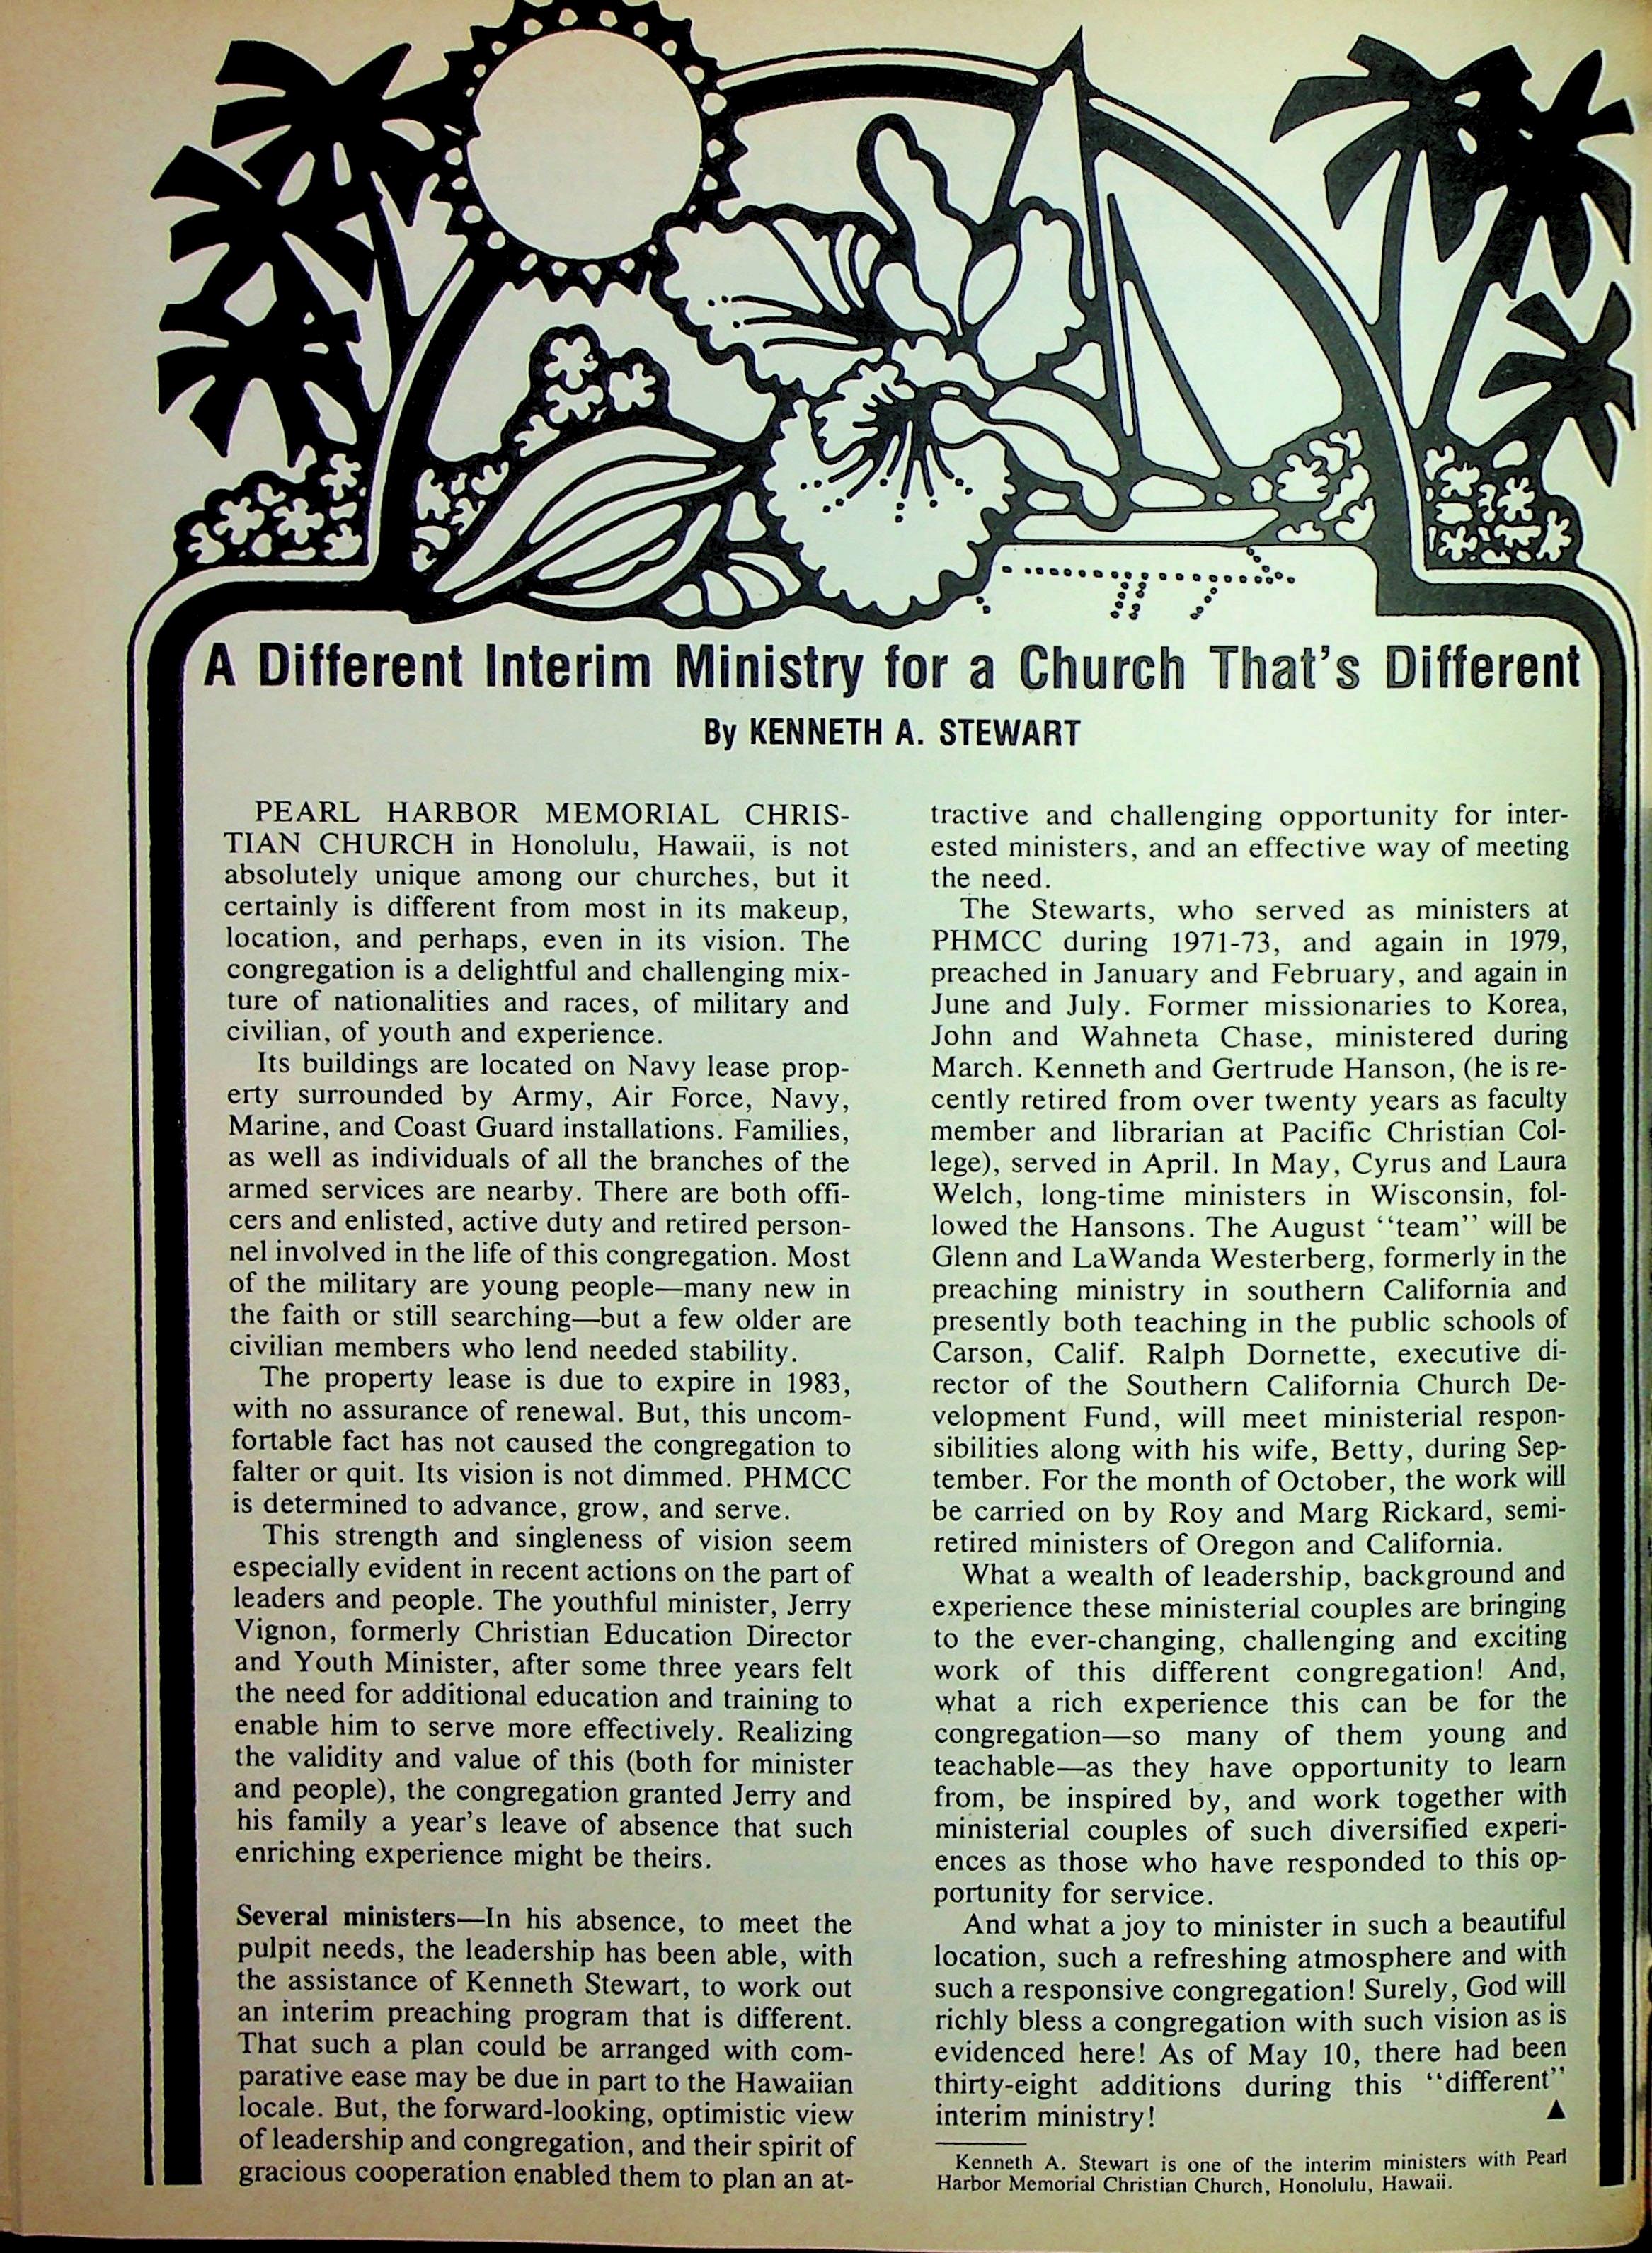 A Different Interim Ministry for a Church That's Different
By KENNETH A. STEWART
PEARL HARBOR MEMORIAL CHRIS-
TIAN CHURCH in Honolulu, Hawaii, is not
absolutely unique among our churches, but it
certainly is different from most in its makeup,
location, and perhaps, even in its vision. The
congregation is a delightful and challenging mix-
ture of nationalities and races, of military and
civilian, of youth and experience.
Its buildings are located on Navy lease prop-
erty surrounded by Army, Air Force, Navy,
Marine, and Coast Guard installations. Families,
as well as individuals of all the branches of the
armed services are nearby. There are both offi-
cers and enlisted, active duty and retired person-
nel involved in the life of this congregation. Most
of the military are young people—many new in
the faith or still searching—but a few older are
civilian members who lend needed stability.
The property lease is due to expire in 1983,
with no assurance of renewal. But, this uncom-
fortable fact has not caused the congregation to
falter or quit. Its vision is not dimmed. PHMCC
is determined to advance, grow, and serve.
This strength and singleness of vision seem
especially evident in recent actions on the part of
leaders and people. The youthful minister, Jerry
Vignon, formerly Christian Education Director
and Youth Minister, after some three years felt
the need for additional education and training to
enable him to serve more effectively. Realizing
the validity and value of this (both for minister
and people), the congregation granted Jerry and
his family a year's leave of absence that such
enriching experience might be theirs.
Several ministers—In his absence, to meet the
pulpit needs, the leadership has been able, with
the assistance of Kenneth Stewart, to work out
an interim preaching program that is different.
That such a plan could be arranged with com-
parative ease may be due in part to the Hawaiian
locale. But, the forward-looking, optimistic view
of leadership and congregation, and their spirit of
gracious cooperation enabled them to plan an at-
tractive and challenging opportunity for inter-
ested ministers, and an effective way of meeting
the need.
The Stewarts, who served as ministers at
PHMCC during 1971-73, and again in 1979,
preached in January and February, and again in
June and July. Former missionaries to Korea,
John and Wahneta Chase, ministered during
March. Kenneth and Gertrude Hanson, (he is re-
cently retired from over twenty years as faculty
member and librarian at Pacific Christian Col-
lege), served in April. In May, Cyrus and Laura
Welch, long-time ministers in Wisconsin, fol-
lowed the Hansons. The August ‘‘team’’ will be
Glenn and LaWanda Westerberg, formerly in the
preaching ministry in southern California and
presently both teaching in the public schools of
Carson, Calif. Ralph Dornette, executive di-
rector of the Southern California Church De-
velopment Fund, will meet ministerial respon-
sibilities along with his wife, Betty, during Sep-
tember. For the month of October, the work will
be carried on by Roy and Marg Rickard, semi-
retired ministers of Oregon and California.
What a wealth of leadership, background and
experience these ministerial couples are bringing
to the ever-changing, challenging and exciting
work of this different congregation! And,
what a rich experience this can be for the
congregation—so many of them young and
teachable—as they have opportunity to learn
from, be inspired by, and work together with
ministerial couples of such diversified experi-
ences as those who have responded to this op-
portunity for service.
And what a joy to minister in such a beautiful
location, such a refreshing atmosphere and with
such a responsive congregation! Surely, God will
richly bless a congregation with such vision as is
evidenced here! As of May 10, there had been
thirty-eight additions during this ‘‘different’’
interim ministry! ▲
Kenneth A. Stewart is one of the interim ministers with Pearl
Harbor Memorial Christian Church, Honolulu, Hawaii.